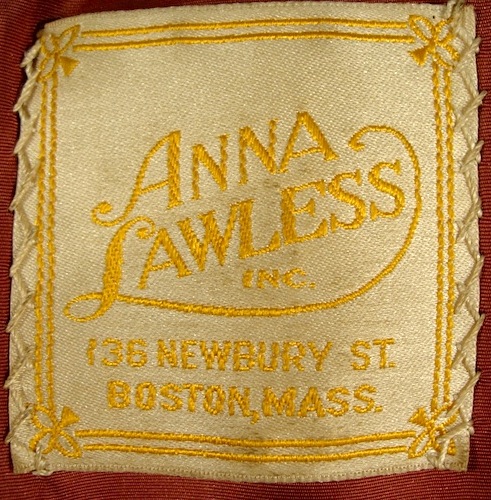 ANNA
LAWLESS
INC.
136 NEWBURY ST.
BOSTON, MASS.